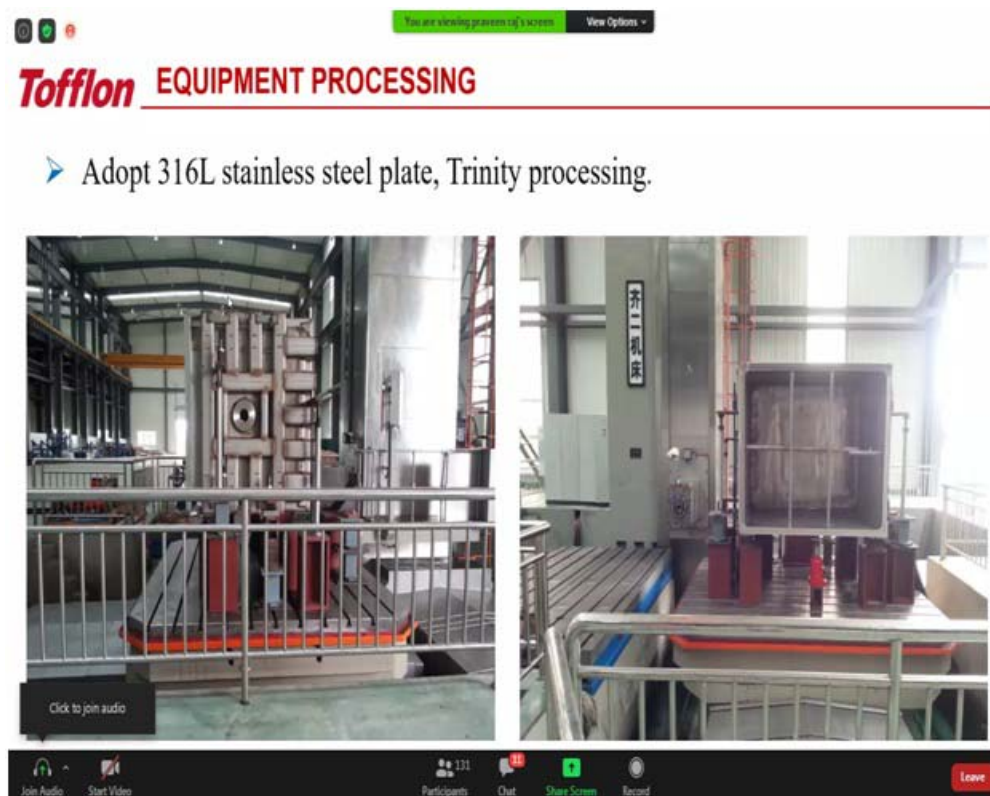 You are viewing praveen raj's screen
View Options
Tofflon
EQUIPMENT PROCESSING
Adopt 316L stainless steel plate, Trinity processing.
齐二机床
Click to join audio
Join Audio
Start Video
131
Participants
31
Chat
Share Screen
Record
Leave